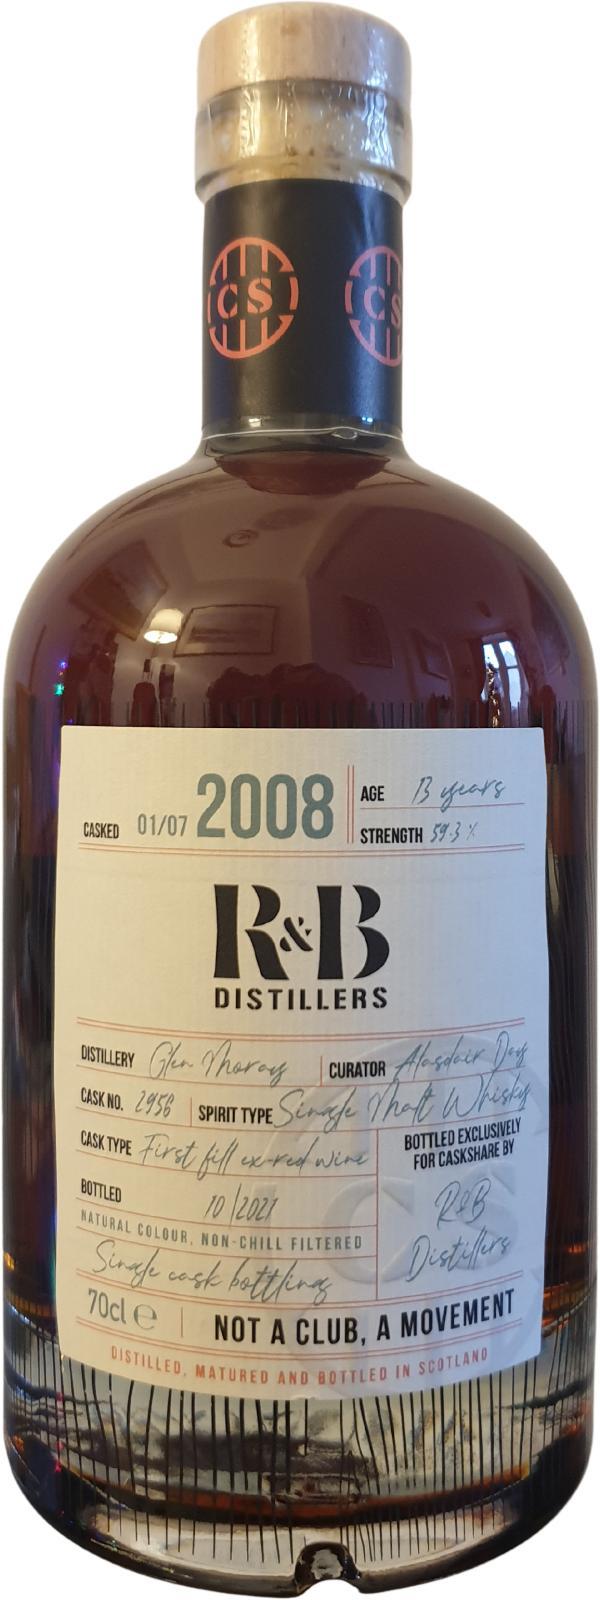 CS CS
CASKED 01/07 2008
AGE 13 years
STRENGTH 59.3 %
R&B
DISTILLERS
DISTILLERY Glen Moray CURATOR Alasdair Day
CASK NO. 2956 SPIRIT TYPE Single Malt Whisky
CASK TYPE First fill ex-red wine
BOTTLED EXCLUSIVELY
FOR CASKSHARE BY
R&B
Distillers
BOTTLED 10/2021
NATURAL COLOUR, NON-CHILL FILTERED
Single cask bottling
CS
70cl ℮ NOT A CLUB, A MOVEMENT
DISTILLED, MATURED AND BOTTLED IN SCOTLAND